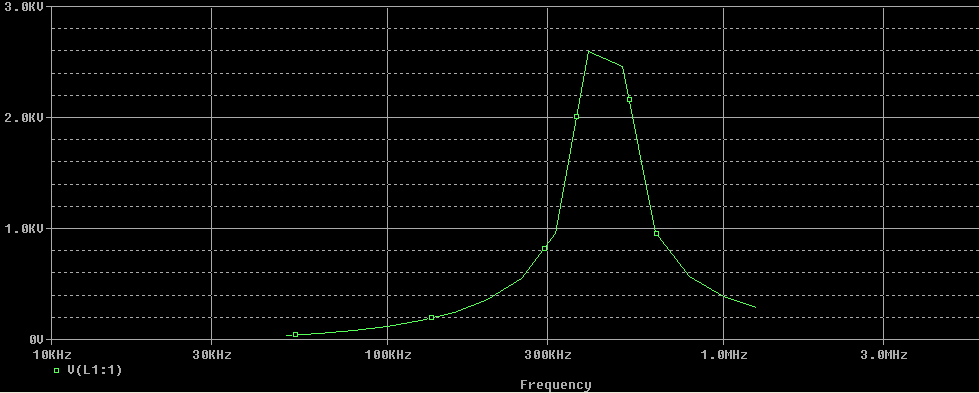 3.0KV
2.0KV
1.0KV
0V
10KHz 30KHz 100KHz 300KHz 1.0MHz 3.0MHz
V(L1:1)
Frequency